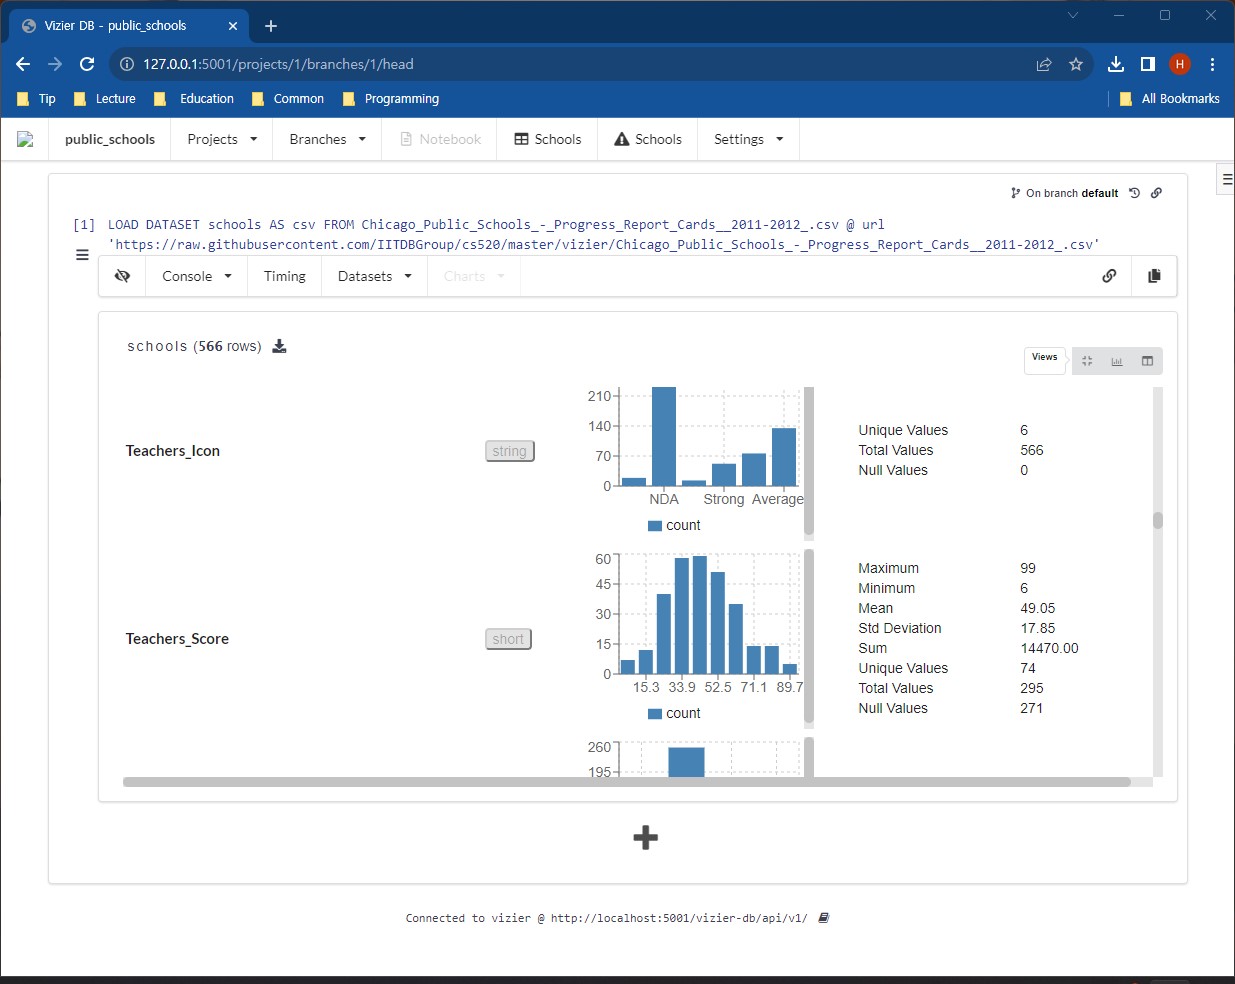 Vizier DB - public_schools
127.0.0.1:5001/projects/1/branches/1/head
H
Tip Lecture Education Common Programming All Bookmarks
public_schools Projects Branches Notebook Schools Schools Settings
On branch default
[1] LOAD DATASET schools AS csv FROM Chicago_Public_Schools_-_Progress_Report_Cards__2011-2012_.csv @ url
'https://raw.githubusercontent.com/IITDBGroup/cs520/master/vizier/Chicago_Public_Schools_-_Progress_Report_Cards__2011-2012_.csv'
Console Timing Datasets Charts
schools (566 rows)
Views
210
140
70
0
NDA Strong Average
count
Teachers_Icon string
Unique Values 6
Total Values 566
Null Values 0
60
45
30
15
0
15.3 33.9 52.5 71.1 89.7
count
Teachers_Score short
Maximum 99
Minimum 6
Mean 49.05
Std Deviation 17.85
Sum 14470.00
Unique Values 74
Total Values 295
Null Values 271
260
195
Connected to vizier @ http://localhost:5001/vizier-db/api/v1/